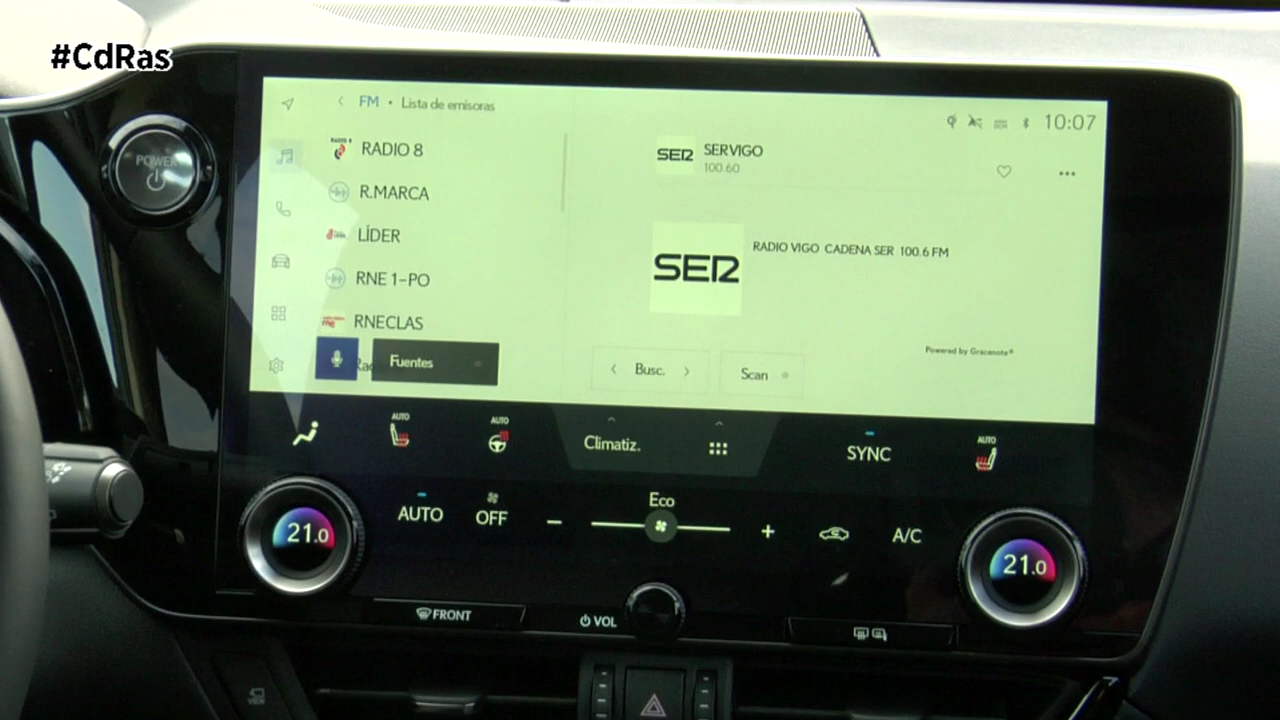 #CdRas
POWER
FM • Lista de emisoras
10:07
RADIO 8
R.MARCA
LÍDER
RNE 1-PO
RNECLAS
Fuentes
SER
SERVIGO
100.60
SER
RADIO VIGO CADENA SER 100.6 FM
Powered by Gracenote®
Busc.
Scan
AUTO
AUTO
Climatiz.
SYNC
AUTO
AUTO
OFF
Eco
A/C
21.0
21.0
FRONT
VOL
VIEW